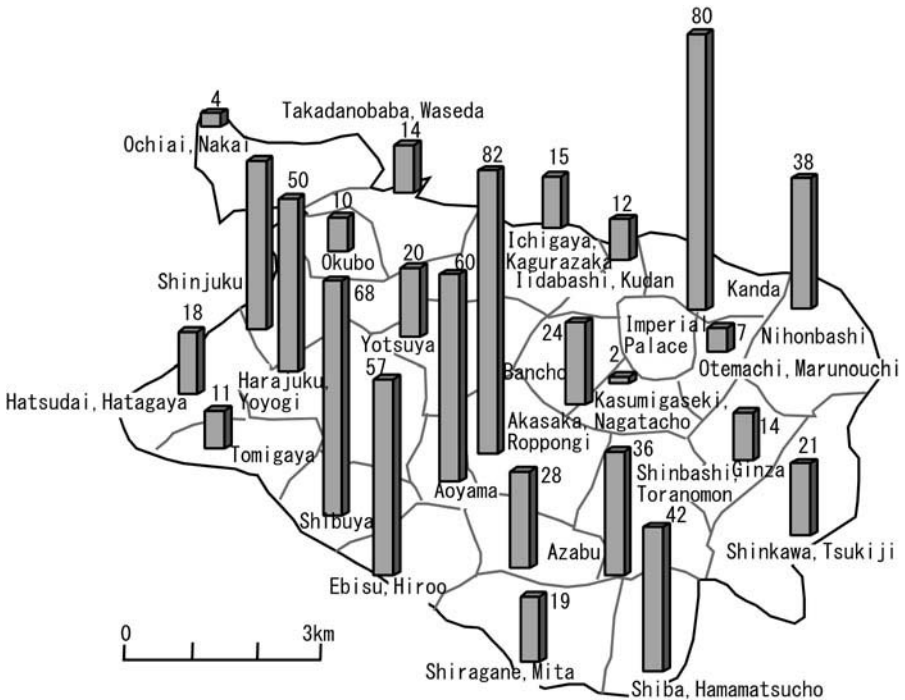 80
4
Takadanobaba, Waseda
Ochiai, Nakai
14
82
15
38
50
10
12
Okubo
Ichigaya,
Kagurazaka
Iidabashi, Kudan
Shinjuku
20
60
68
Kanda
18
Yotsuya
24
Imperial
Palace
7
Nihonbashi
57
Bancho
2
Otemachi, Marunouchi
Harajuku,
Yoyogi
Hatsudai, Hatagaya
11
Kasumigaseki,
Nagatacho
Akasaka,
Roppongi
14
Tomigaya
36
Shinbashi,
Toranomon
Ginza
21
28
Aoyama
Shibuya
42
Azabu
Shinkawa, Tsukiji
Ebisu, Hiroo
19
0
3km
Shiragane, Mita
Shiba, Hamamatsucho